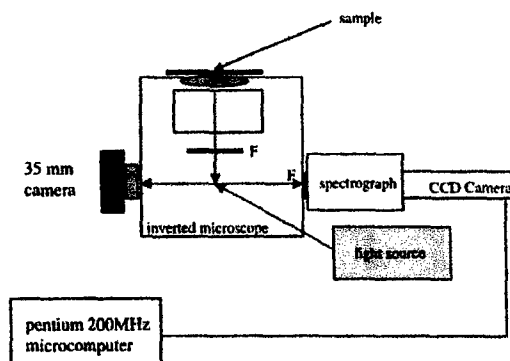 sample
F
35 mm
camera
F
spectrograph
CCD Camera
inverted microscope
light source
pentium 200MHz
microcomputer